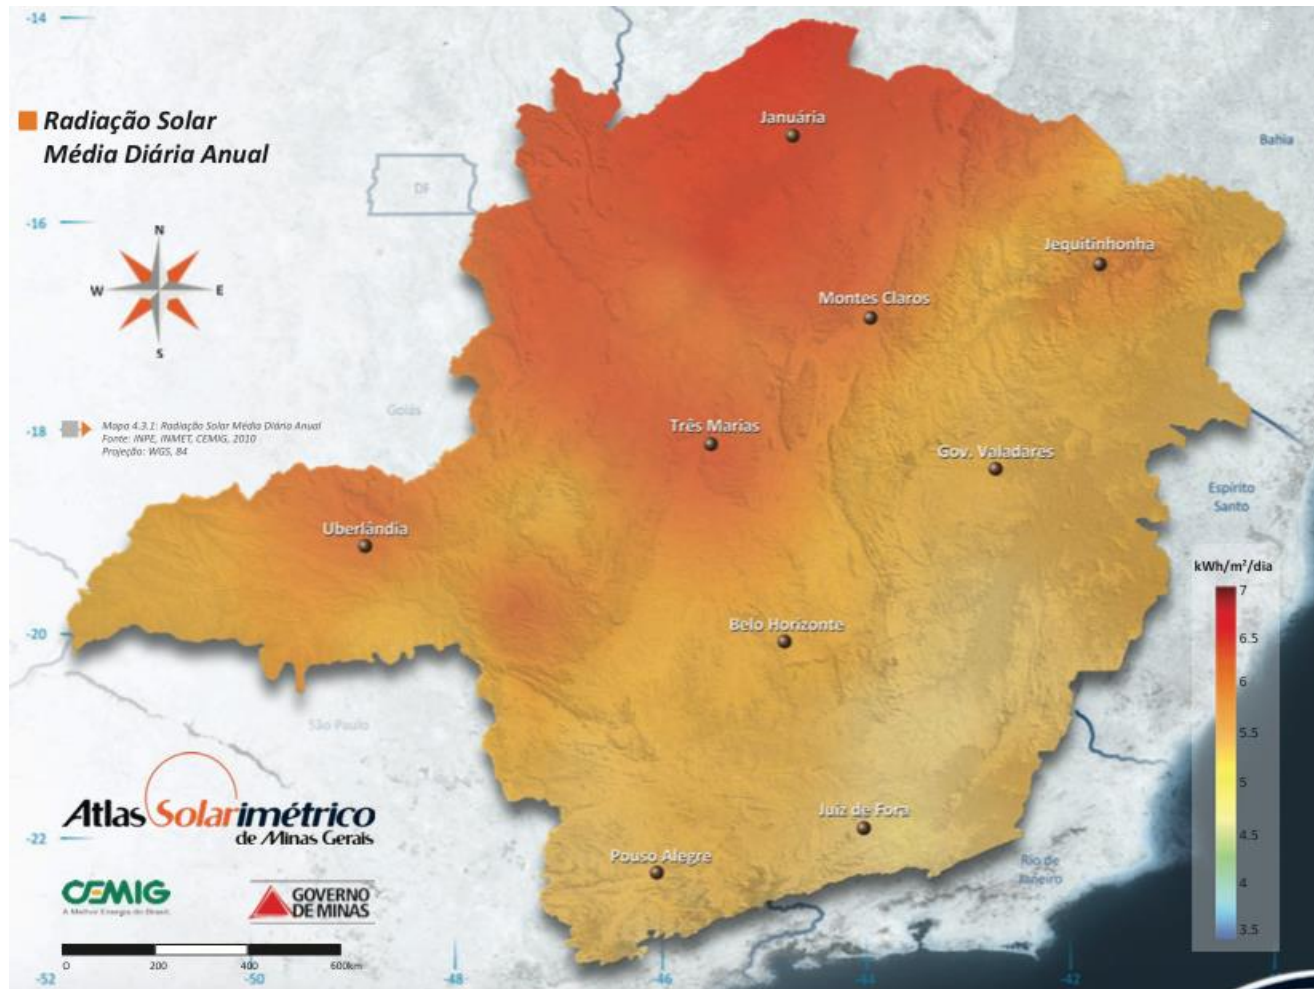 -14
Radiação Solar
Média Diária Anual
Januária
Bahia
DF
-16
N
W
E
S
Jequitinhonha
Montes Claros
Goiás
Mapa 4.3.1: Radiação Solar Média Diária Anual
Fonte: INPE, INMET, CEMIG, 2010
Projeção: WGS, 84
-18
Três Marias
Gov. Valadares
Espírito
Santo
Uberlândia
kWh/m²/dia
7
6.5
6
5.5
5
4.5
4
3.5
-20
Belo Horizonte
São Paulo
Atlas Solarimétrico
de Minas Gerais
-22
Juiz de Fora
Pouso Alegre
Rio de
Janeiro
CEMIG
A Melhor Energia do Brasil.
GOVERNO
DE MINAS
0 200 400 600km
-52 -50 -48 -46 -44 -42